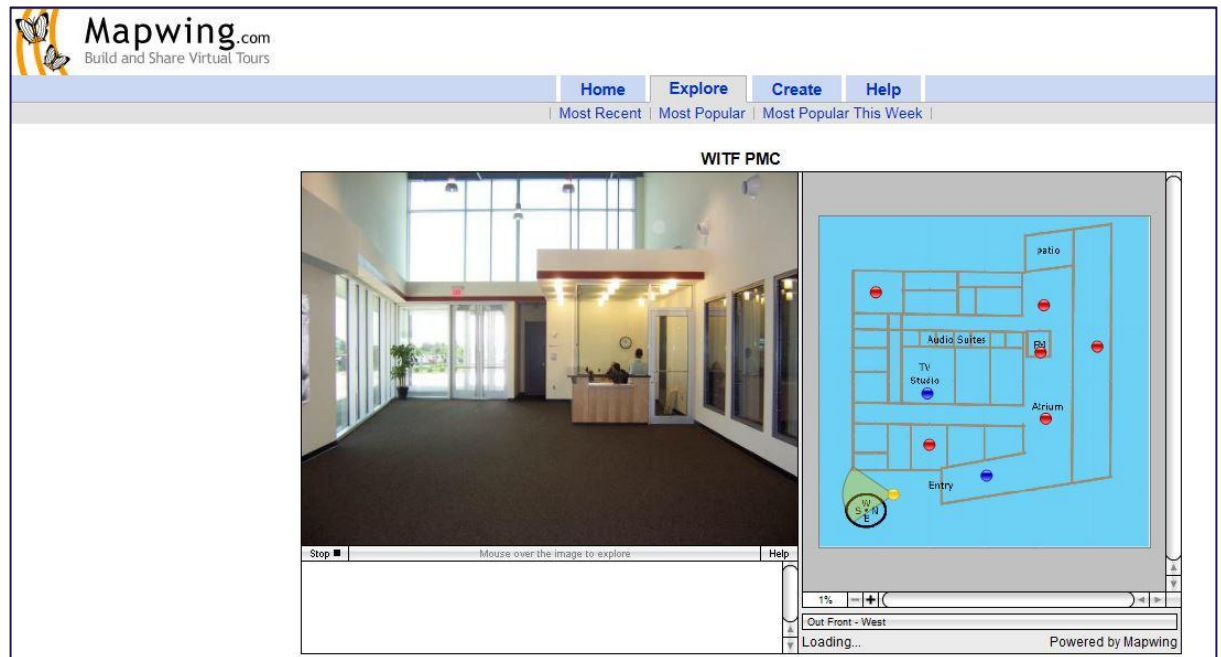 Mapwing.com
Build and Share Virtual Tours
Home Explore Create Help
| Most Recent | Most Popular | Most Popular This Week |
WITF PMC
patio
Audio Suites
TV
Studio
Atrium
Entry
W
S N
E
Stop Mouse over the image to explore Help
1% - +
Out Front - West
Loading... Powered by Mapwing